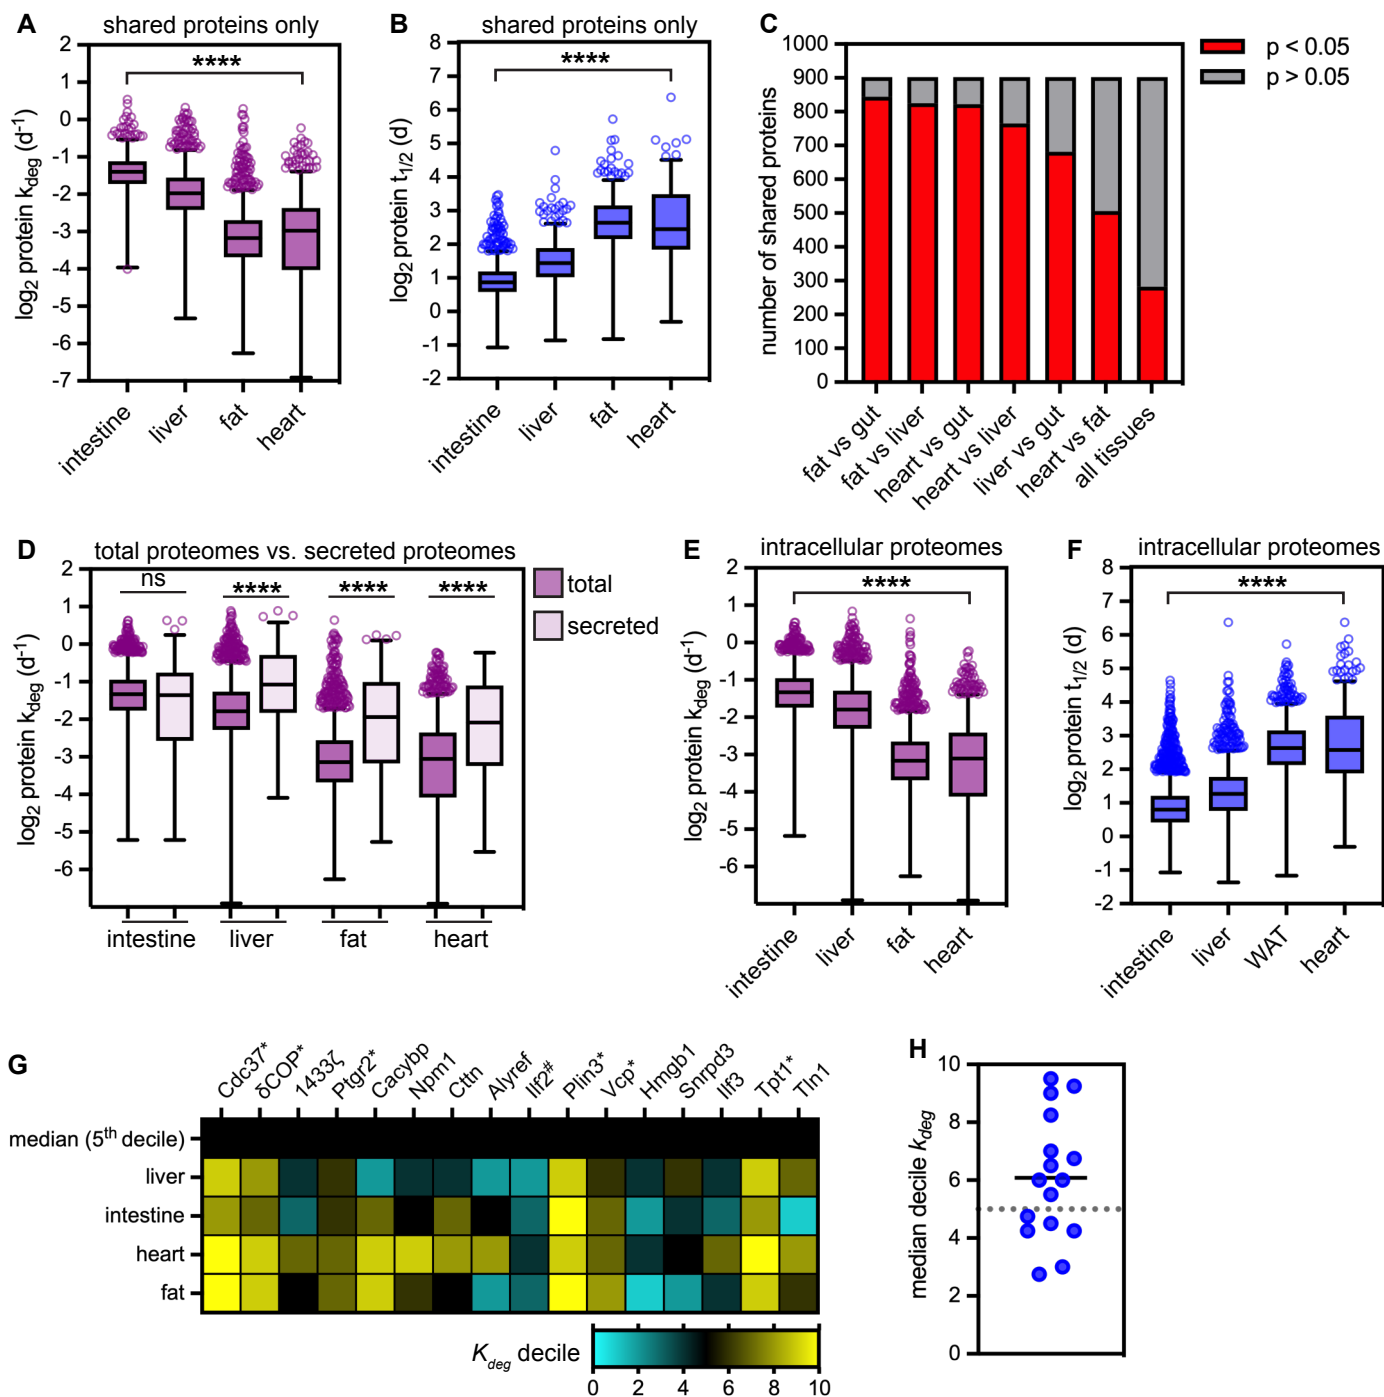 A
shared proteins only
****
log2 protein kdeg (d-1)
2
1
0
-1
-2
-3
-4
-5
-6
-7
intestine
liver
fat
heart
B
shared proteins only
****
log2 protein t1/2 (d)
8
7
6
5
4
3
2
1
0
-1
-2
intestine
liver
fat
heart
C
number of shared proteins
1000
900
800
700
600
500
400
300
200
100
0
fat vs gut
fat vs liver
heart vs gut
heart vs liver
liver vs gut
heart vs fat
all tissues
p < 0.05
p > 0.05
D
total proteomes vs. secreted proteomes
ns
****
****
****
total
secreted
log2 protein kdeg (d-1)
2
1
0
-1
-2
-3
-4
-5
-6
intestine
liver
fat
heart
E
intracellular proteomes
****
log2 protein kdeg (d-1)
2
1
0
-1
-2
-3
-4
-5
-6
intestine
liver
fat
heart
F
intracellular proteomes
****
log2 protein t1/2 (d)
8
7
6
5
4
3
2
1
0
-1
-2
intestine
liver
WAT
heart
G
Cdc37*
δCOP*
1433ζ
Ptgr2*
Cacybp
Npm1
Cttn
Alyref
Ilf2#
Plin3*
Vcp*
Hmgb1
Snrpd3
Ilf3
Tpt1*
Tln1
median (5th decile)
liver
intestine
heart
fat
Kdeg decile
0 2 4 6 8 10
H
median decile kdeg
10
8
6
4
2
0